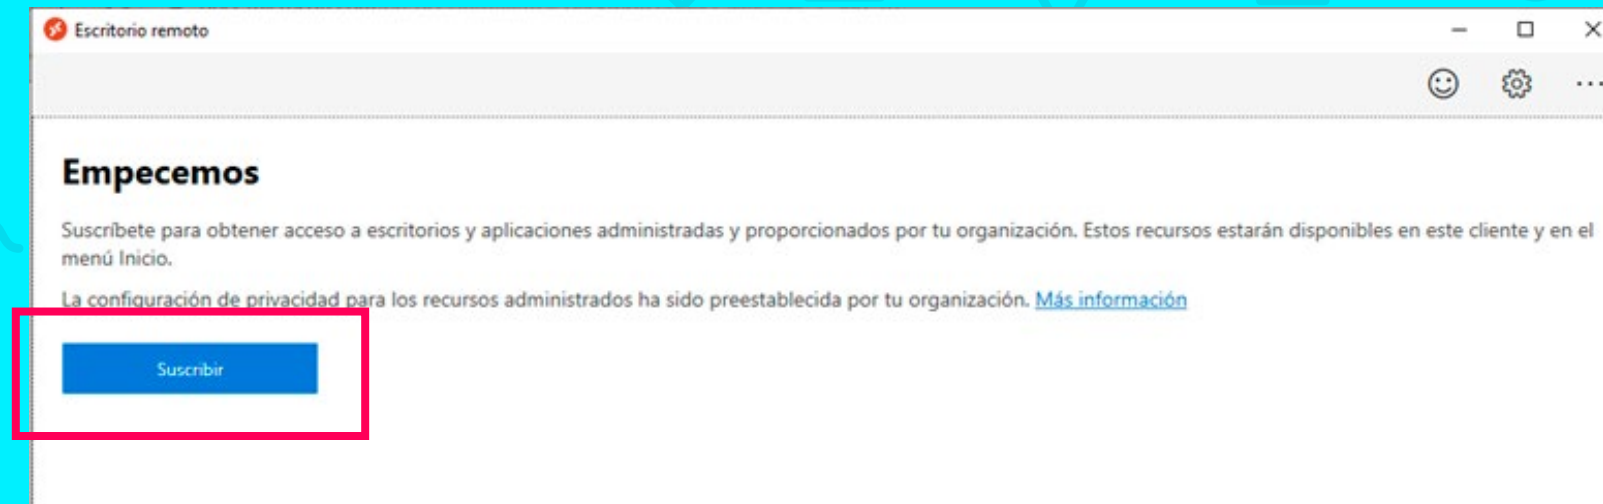 Escritorio remoto
Empecemos
Suscríbete para obtener acceso a escritorios y aplicaciones administradas y proporcionados por tu organización. Estos recursos estarán disponibles en este cliente y en el
menú Inicio.
La configuración de privacidad para los recursos administrados ha sido preestablecida por tu organización. Más información
Suscribir